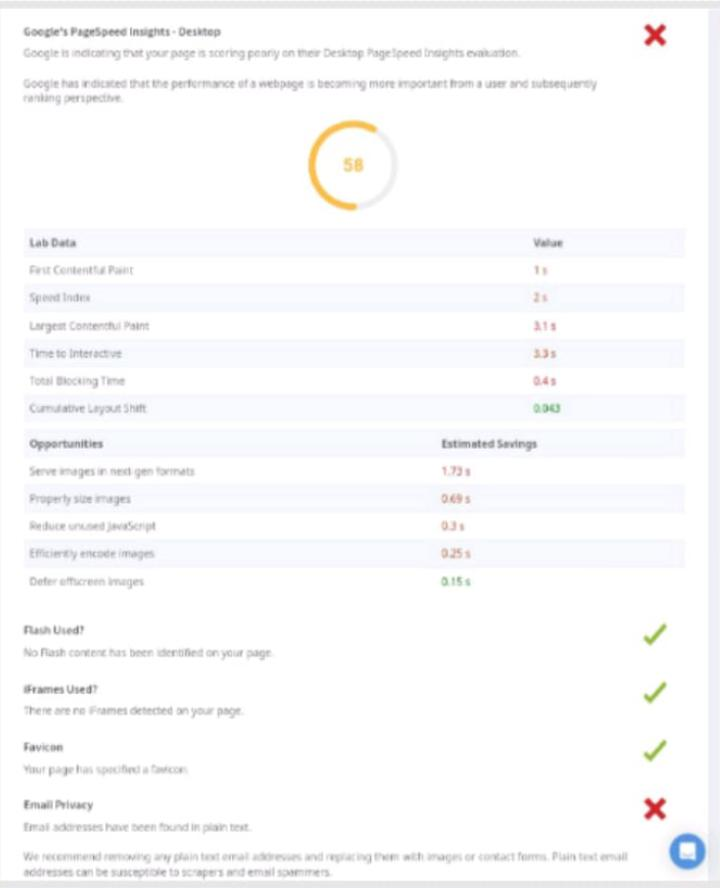 Google's PageSpeed Insights - Desktop
Google is indicating that your page is scoring poorly on their Desktop PageSpeed Insights evaluation.
Google has indicated that the performance of a webpage is becoming more important from a user and subsequently
ranking perspective.
58
Lab Data Value
First Contentful Paint 1 s
Speed Index 2 s
Largest Contentful Paint 3.1 s
Time to Interactive 3.3 s
Total Blocking Time 0.4 s
Cumulative Layout Shift 0.043
Opportunities Estimated Savings
Serve images in next-gen formats 1.73 s
Properly size images 0.69 s
Reduce unused JavaScript 0.3 s
Efficiently encode images 0.25 s
Defer offscreen images 0.15 s
Flash Used?
No Flash content has been identified on your page.
iFrames Used?
There are no iFrames detected on your page.
Favicon
Your page has specified a favicon.
Email Privacy
Email addresses have been found in plain text.
We recommend removing any plain text email addresses and replacing them with images or contact forms. Plain text email
addresses can be susceptible to scrapers and email spammers.